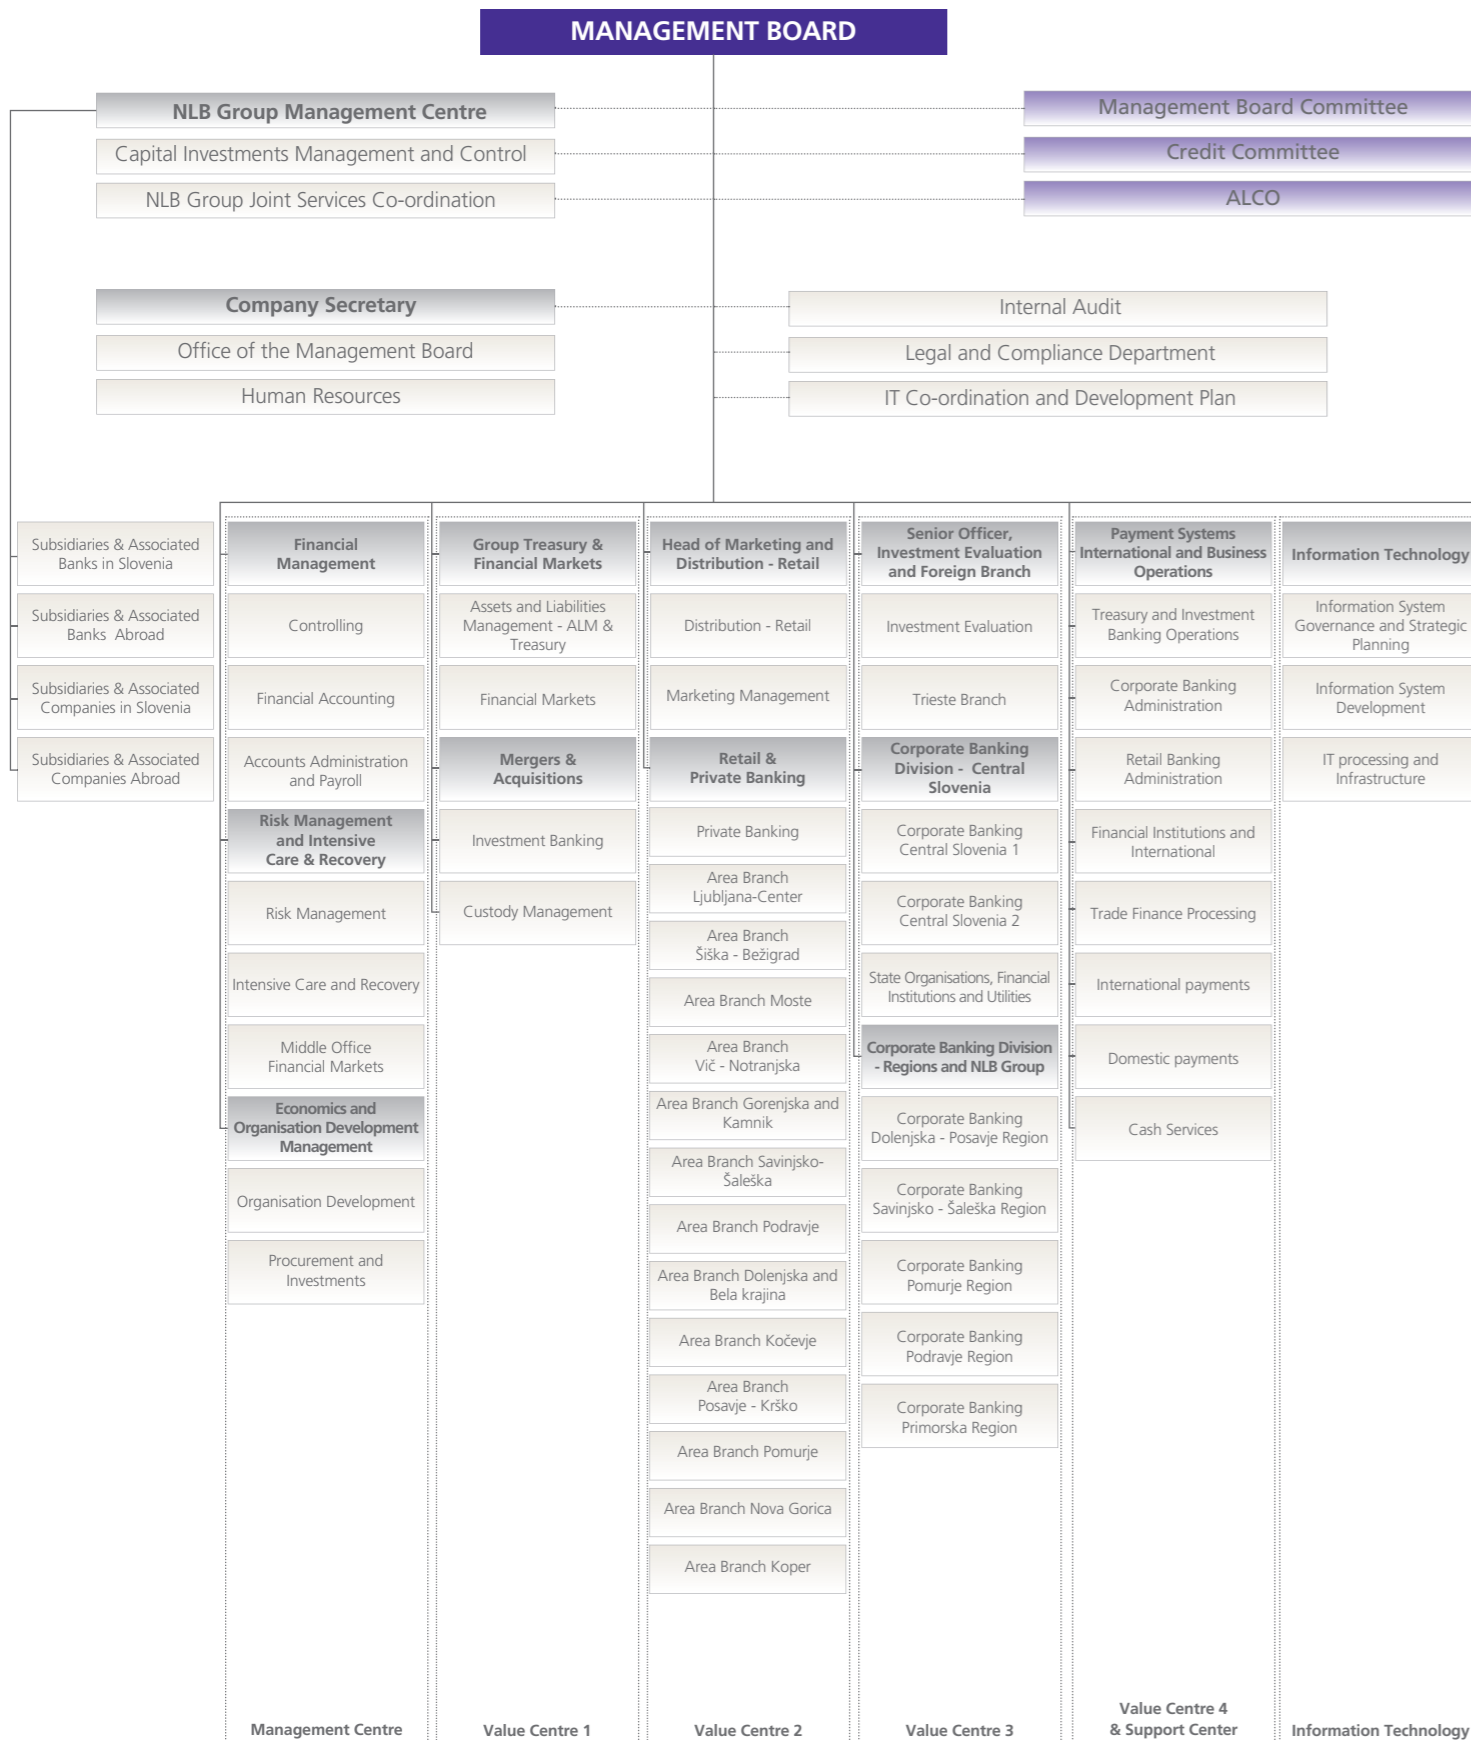 MANAGEMENT BOARD
NLB Group Management Centre
Capital Investments Management and Control
NLB Group Joint Services Co-ordination
Management Board Committee
Credit Committee
ALCO
Company Secretary
Office of the Management Board
Human Resources
Internal Audit
Legal and Compliance Department
IT Co-ordination and Development Plan
Subsidiaries & Associated
Banks in Slovenia
Subsidiaries & Associated
Banks Abroad
Subsidiaries & Associated
Companies in Slovenia
Subsidiaries & Associated
Companies Abroad
Financial
Management
Controlling
Financial Accounting
Accounts Administration
and Payroll
Risk Management
and Intensive
Care & Recovery
Risk Management
Intensive Care and Recovery
Middle Office
Financial Markets
Economics and
Organisation Development
Management
Organisation Development
Procurement and
Investments
Management Centre
Group Treasury &
Financial Markets
Assets and Liabilities
Management - ALM &
Treasury
Financial Markets
Mergers &
Acquisitions
Investment Banking
Custody Management
Value Centre 1
Head of Marketing and
Distribution - Retail
Distribution - Retail
Marketing Management
Retail &
Private Banking
Private Banking
Area Branch
Ljubljana-Center
Area Branch
Šiška - Bežigrad
Area Branch Moste
Area Branch
Vič - Notranjska
Area Branch Gorenjska and
Kamnik
Area Branch Savinjsko-
Šaleška
Area Branch Podravje
Area Branch Dolenjska and
Bela krajina
Area Branch Kočevje
Area Branch
Posavje - Krško
Area Branch Pomurje
Area Branch Nova Gorica
Area Branch Koper
Value Centre 2
Senior Officer,
Investment Evaluation
and Foreign Branch
Investment Evaluation
Trieste Branch
Corporate Banking
Division - Central
Slovenia
Corporate Banking
Central Slovenia 1
Corporate Banking
Central Slovenia 2
State Organisations, Financial
Institutions and Utilities
Corporate Banking Division
- Regions and NLB Group
Corporate Banking
Dolenjska - Posavje Region
Corporate Banking
Savinjsko - Šaleška Region
Corporate Banking
Pomurje Region
Corporate Banking
Podravje Region
Corporate Banking
Primorska Region
Value Centre 3
Payment Systems
International and Business
Operations
Treasury and Investment
Banking Operations
Corporate Banking
Administration
Retail Banking
Administration
Financial Institutions and
International
Trade Finance Processing
International payments
Domestic payments
Cash Services
Value Centre 4
& Support Center
Information Technology
Information System
Governance and Strategic
Planning
Information System
Development
IT processing and
Infrastructure
Information Technology